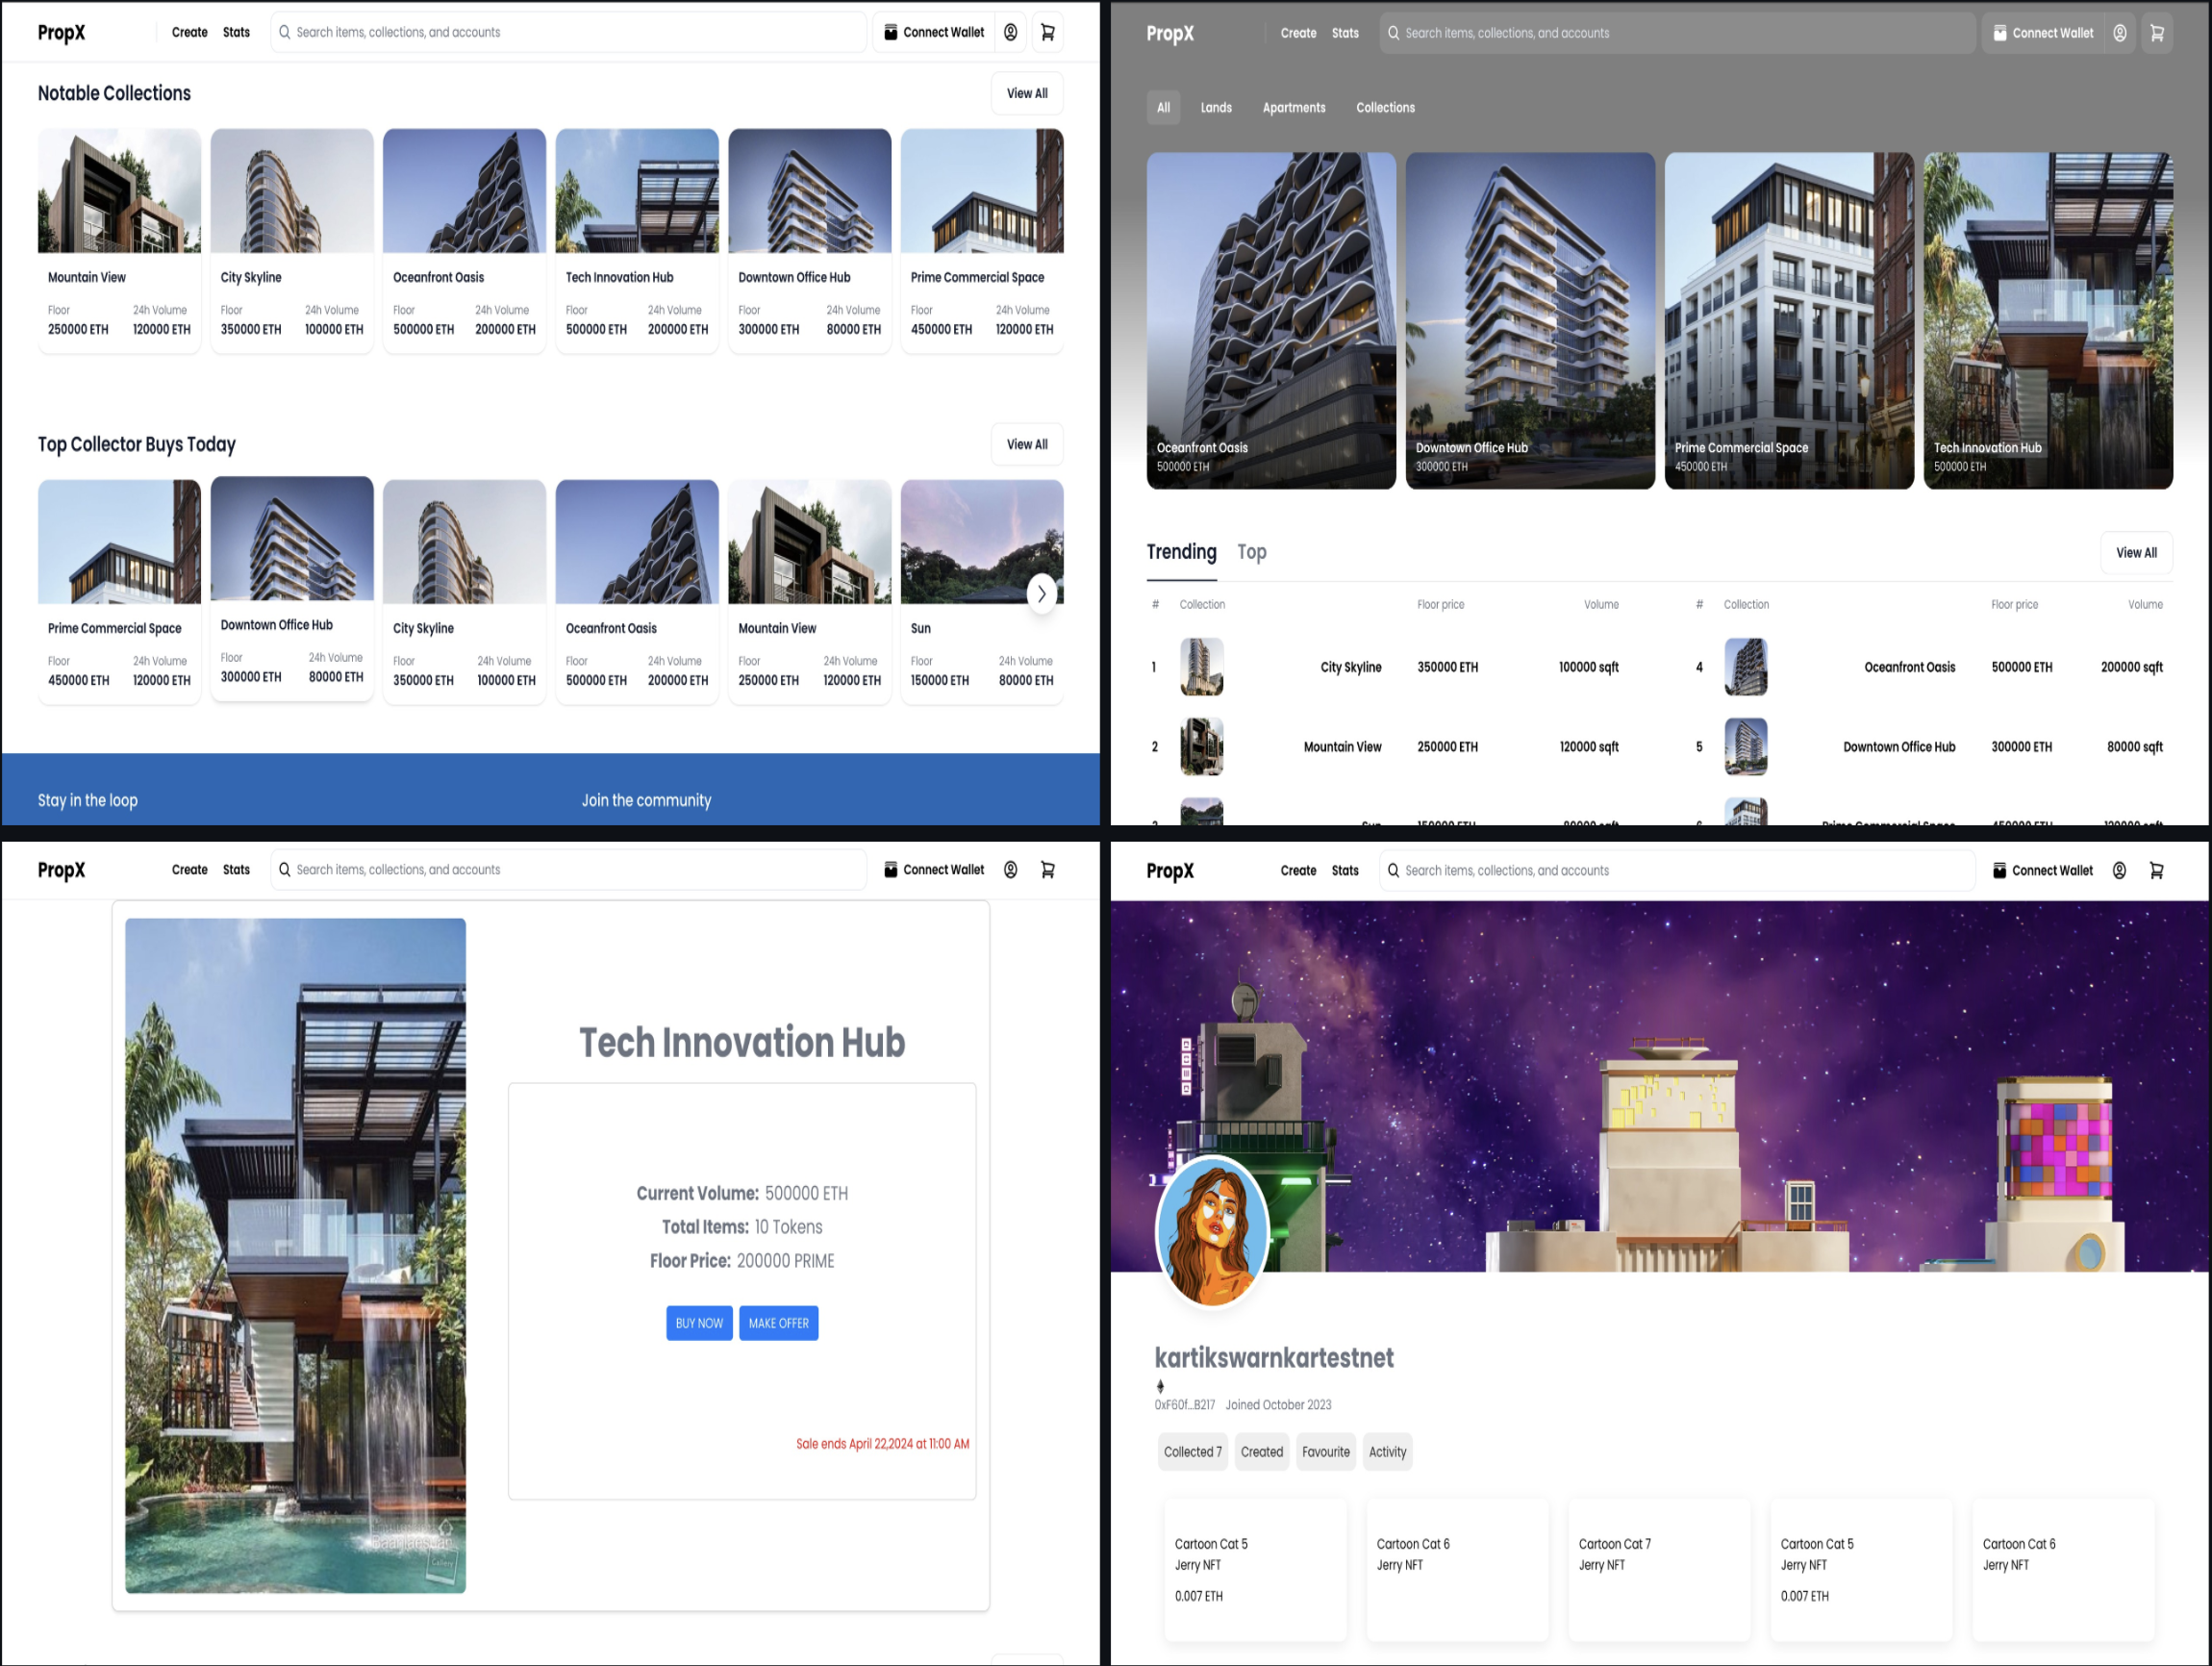 PropX Create Stats Search items, collections, and accounts Connect Wallet
Notable Collections View All
Mountain View City Skyline Oceanfront Oasis Tech Innovation Hub Downtown Office Hub Prime Commercial Space
Floor 24h Volume Floor 24h Volume Floor 24h Volume Floor 24h Volume Floor 24h Volume Floor 24h Volume
250000 ETH 120000 ETH 350000 ETH 100000 ETH 500000 ETH 200000 ETH 500000 ETH 200000 ETH 300000 ETH 80000 ETH 450000 ETH 120000 ETH
Top Collector Buys Today View All
Prime Commercial Space Downtown Office Hub City Skyline Oceanfront Oasis Mountain View Sun
Floor 24h Volume Floor 24h Volume Floor 24h Volume Floor 24h Volume Floor 24h Volume Floor 24h Volume
450000 ETH 120000 ETH 300000 ETH 80000 ETH 350000 ETH 100000 ETH 500000 ETH 200000 ETH 250000 ETH 120000 ETH 150000 ETH 80000 ETH
Stay in the loop Join the community
PropX Create Stats Search items, collections, and accounts Connect Wallet
All Lands Apartments Collections
Oceanfront Oasis Downtown Office Hub Prime Commercial Space Tech Innovation Hub
500000 ETH 300000 ETH 450000 ETH 500000 ETH
Trending Top View All
# Collection Floor price Volume # Collection Floor price Volume
1 City Skyline 350000 ETH 100000 sqft 4 Oceanfront Oasis 500000 ETH 200000 sqft
2 Mountain View 250000 ETH 120000 sqft 5 Downtown Office Hub 300000 ETH 80000 sqft
3 Sun 150000 ETH 80000 sqft 6 Prime Commercial Space 450000 ETH 120000 sqft
PropX Create Stats Search items, collections, and accounts Connect Wallet
Tech Innovation Hub
Current Volume: 500000 ETH
Total Items: 10 Tokens
Floor Price: 200000 PRIME
BUY NOW MAKE OFFER
Sale ends April 22,2024 at 11:00 AM
PropX Create Stats Search items, collections, and accounts Connect Wallet
kartikswarnkartestnet
0xF60f...B217 Joined October 2023
Collected 7 Created Favourite Activity
Cartoon Cat 5 Cartoon Cat 6 Cartoon Cat 7 Cartoon Cat 5 Cartoon Cat 6
Jerry NFT Jerry NFT Jerry NFT Jerry NFT Jerry NFT
0.007 ETH 0.007 ETH